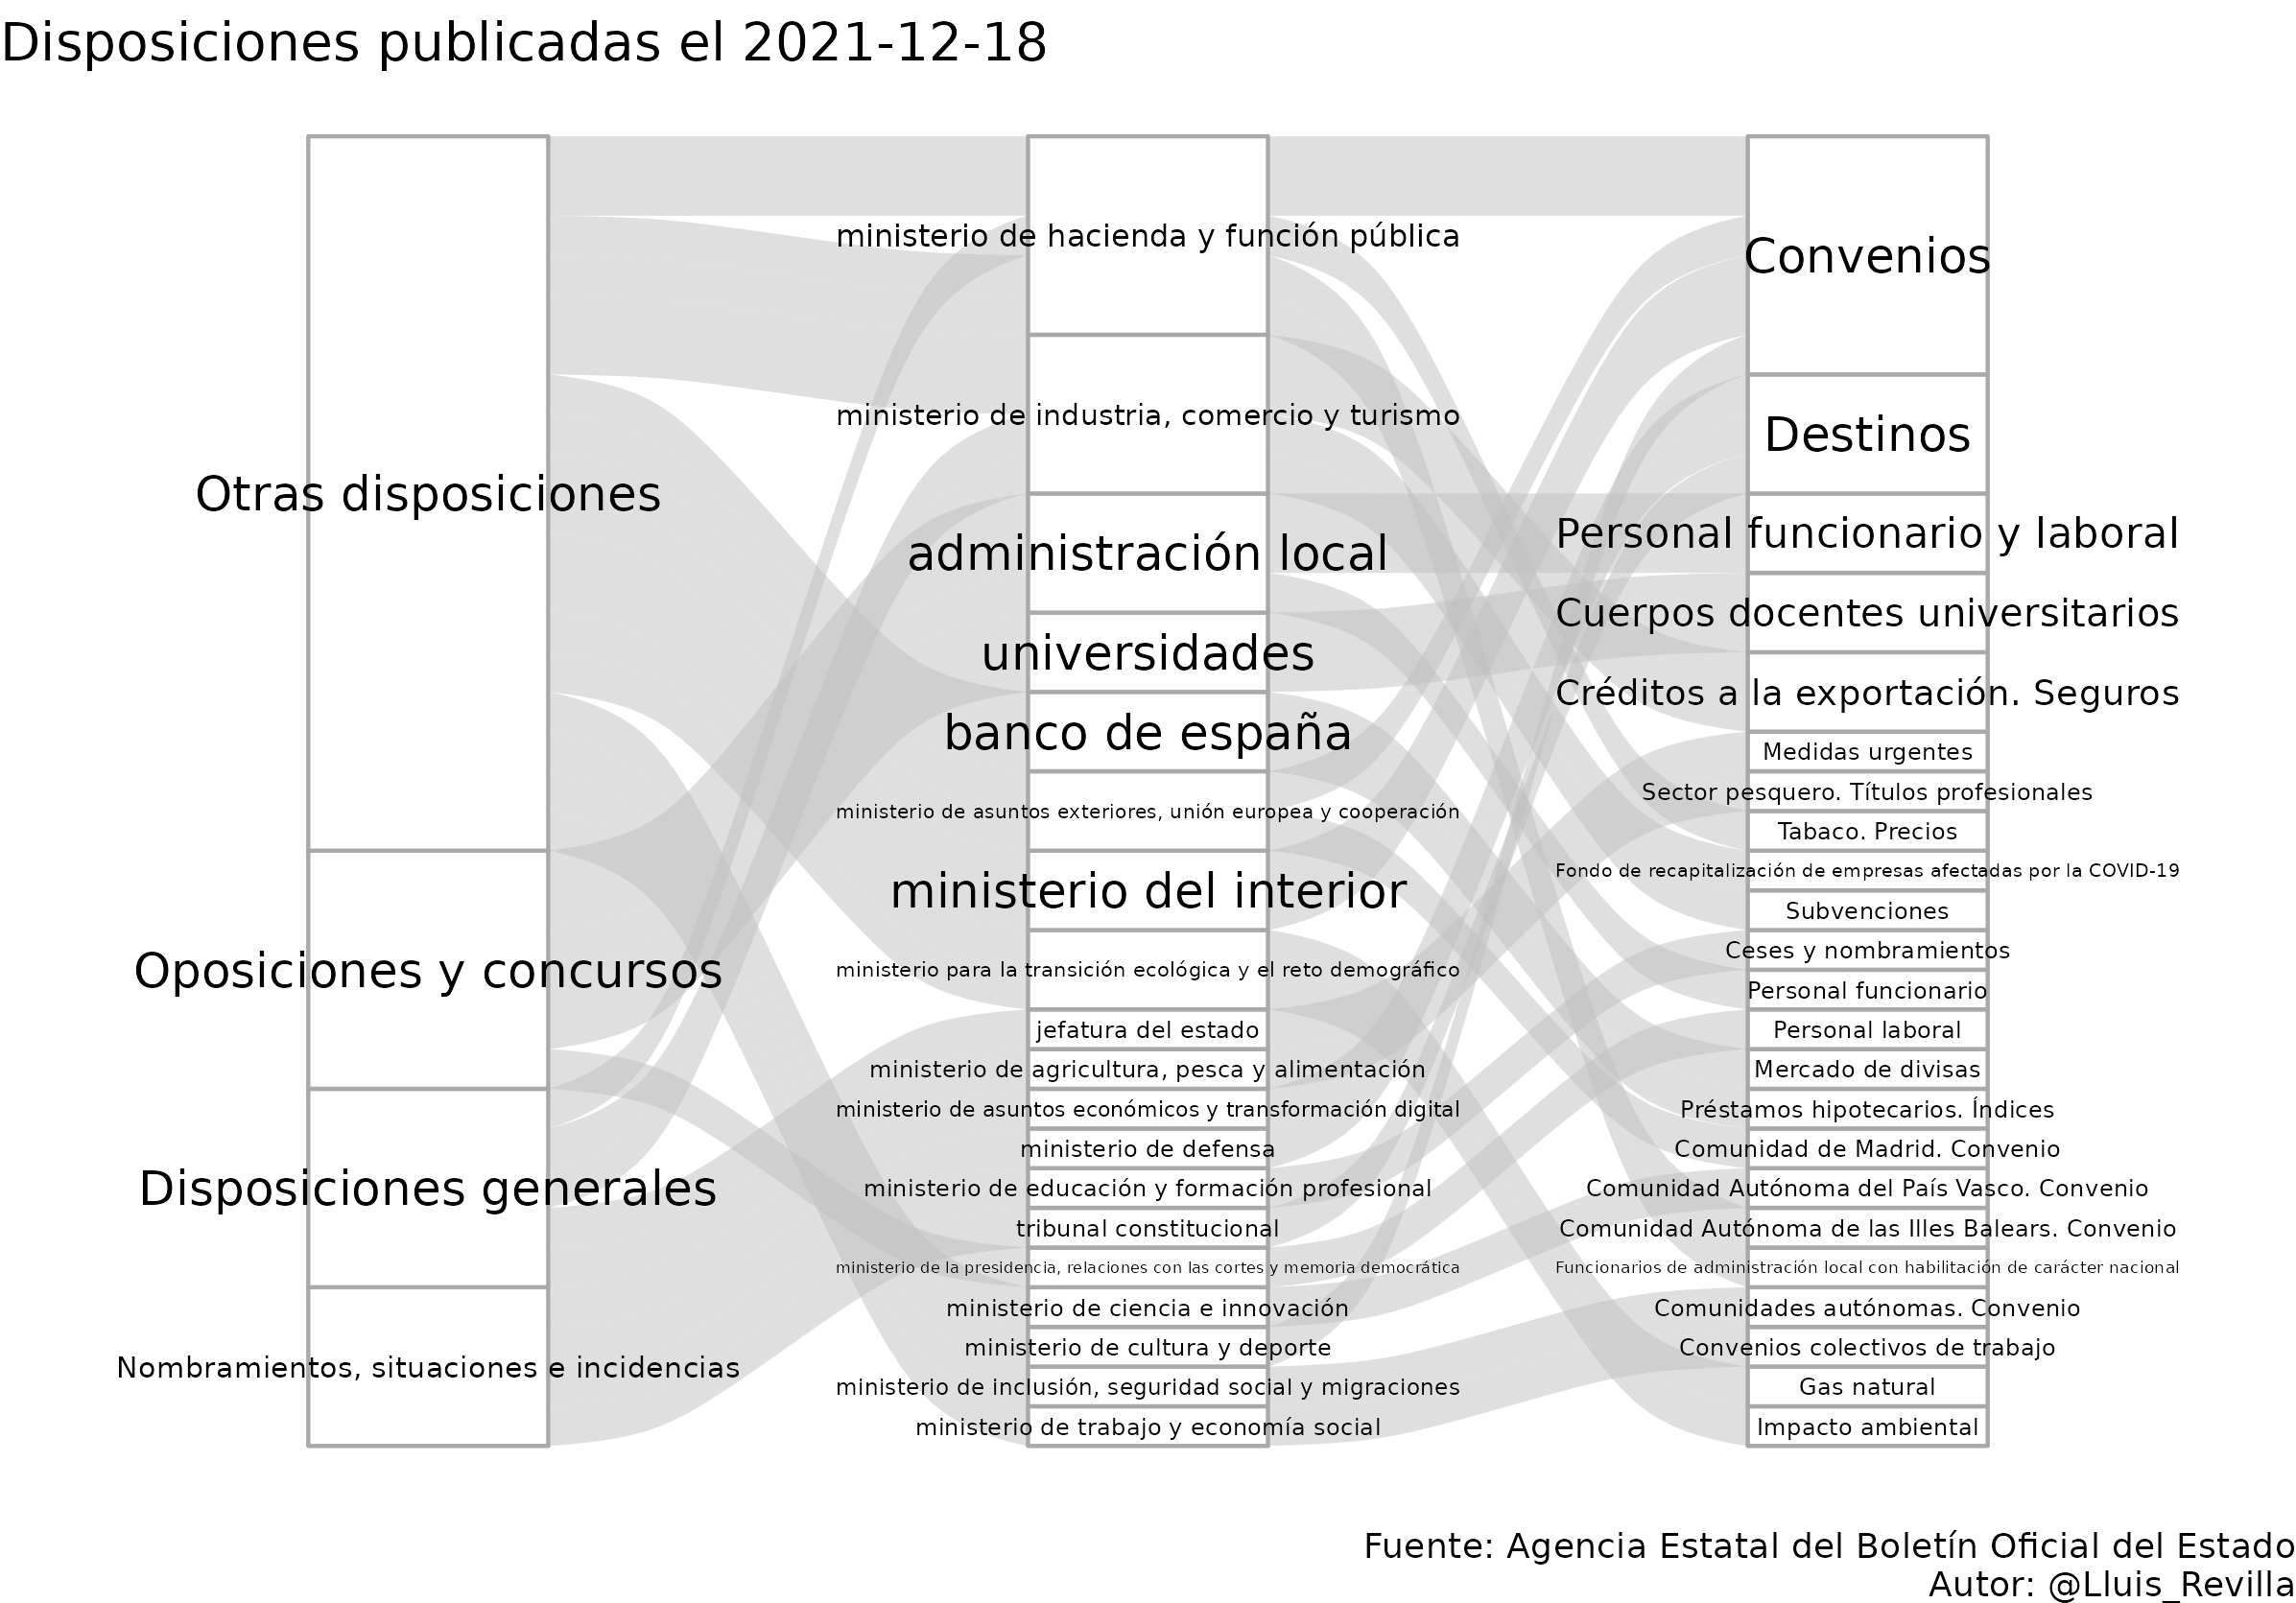 Disposiciones publicadas el 2021-12-18
Otras disposiciones
Oposiciones y concursos
Disposiciones generales
Nombramientos, situaciones e incidencias
ministerio de hacienda y función pública
ministerio de industria, comercio y turismo
administración local
universidades
banco de españa
ministerio de asuntos exteriores, unión europea y cooperación
ministerio del interior
ministerio para la transición ecológica y el reto demográfico
jefatura del estado
ministerio de agricultura, pesca y alimentación
ministerio de asuntos económicos y transformación digital
ministerio de defensa
ministerio de educación y formación profesional
tribunal constitucional
ministerio de la presidencia, relaciones con las cortes y memoria democrática
ministerio de ciencia e innovación
ministerio de cultura y deporte
ministerio de inclusión, seguridad social y migraciones
ministerio de trabajo y economía social
Convenios
Destinos
Personal funcionario y laboral
Cuerpos docentes universitarios
Créditos a la exportación. Seguros
Medidas urgentes
Sector pesquero. Títulos profesionales
Tabaco. Precios
Fondo de recapitalización de empresas afectadas por la COVID-19
Subvenciones
Ceses y nombramientos
Personal funcionario
Personal laboral
Mercado de divisas
Préstamos hipotecarios. Índices
Comunidad de Madrid. Convenio
Comunidad Autónoma del País Vasco. Convenio
Comunidad Autónoma de las Illes Balears. Convenio
Funcionarios de administración local con habilitación de carácter nacional
Comunidades autónomas. Convenio
Convenios colectivos de trabajo
Gas natural
Impacto ambiental
Fuente: Agencia Estatal del Boletín Oficial del Estado
Autor: @Lluis_Revilla